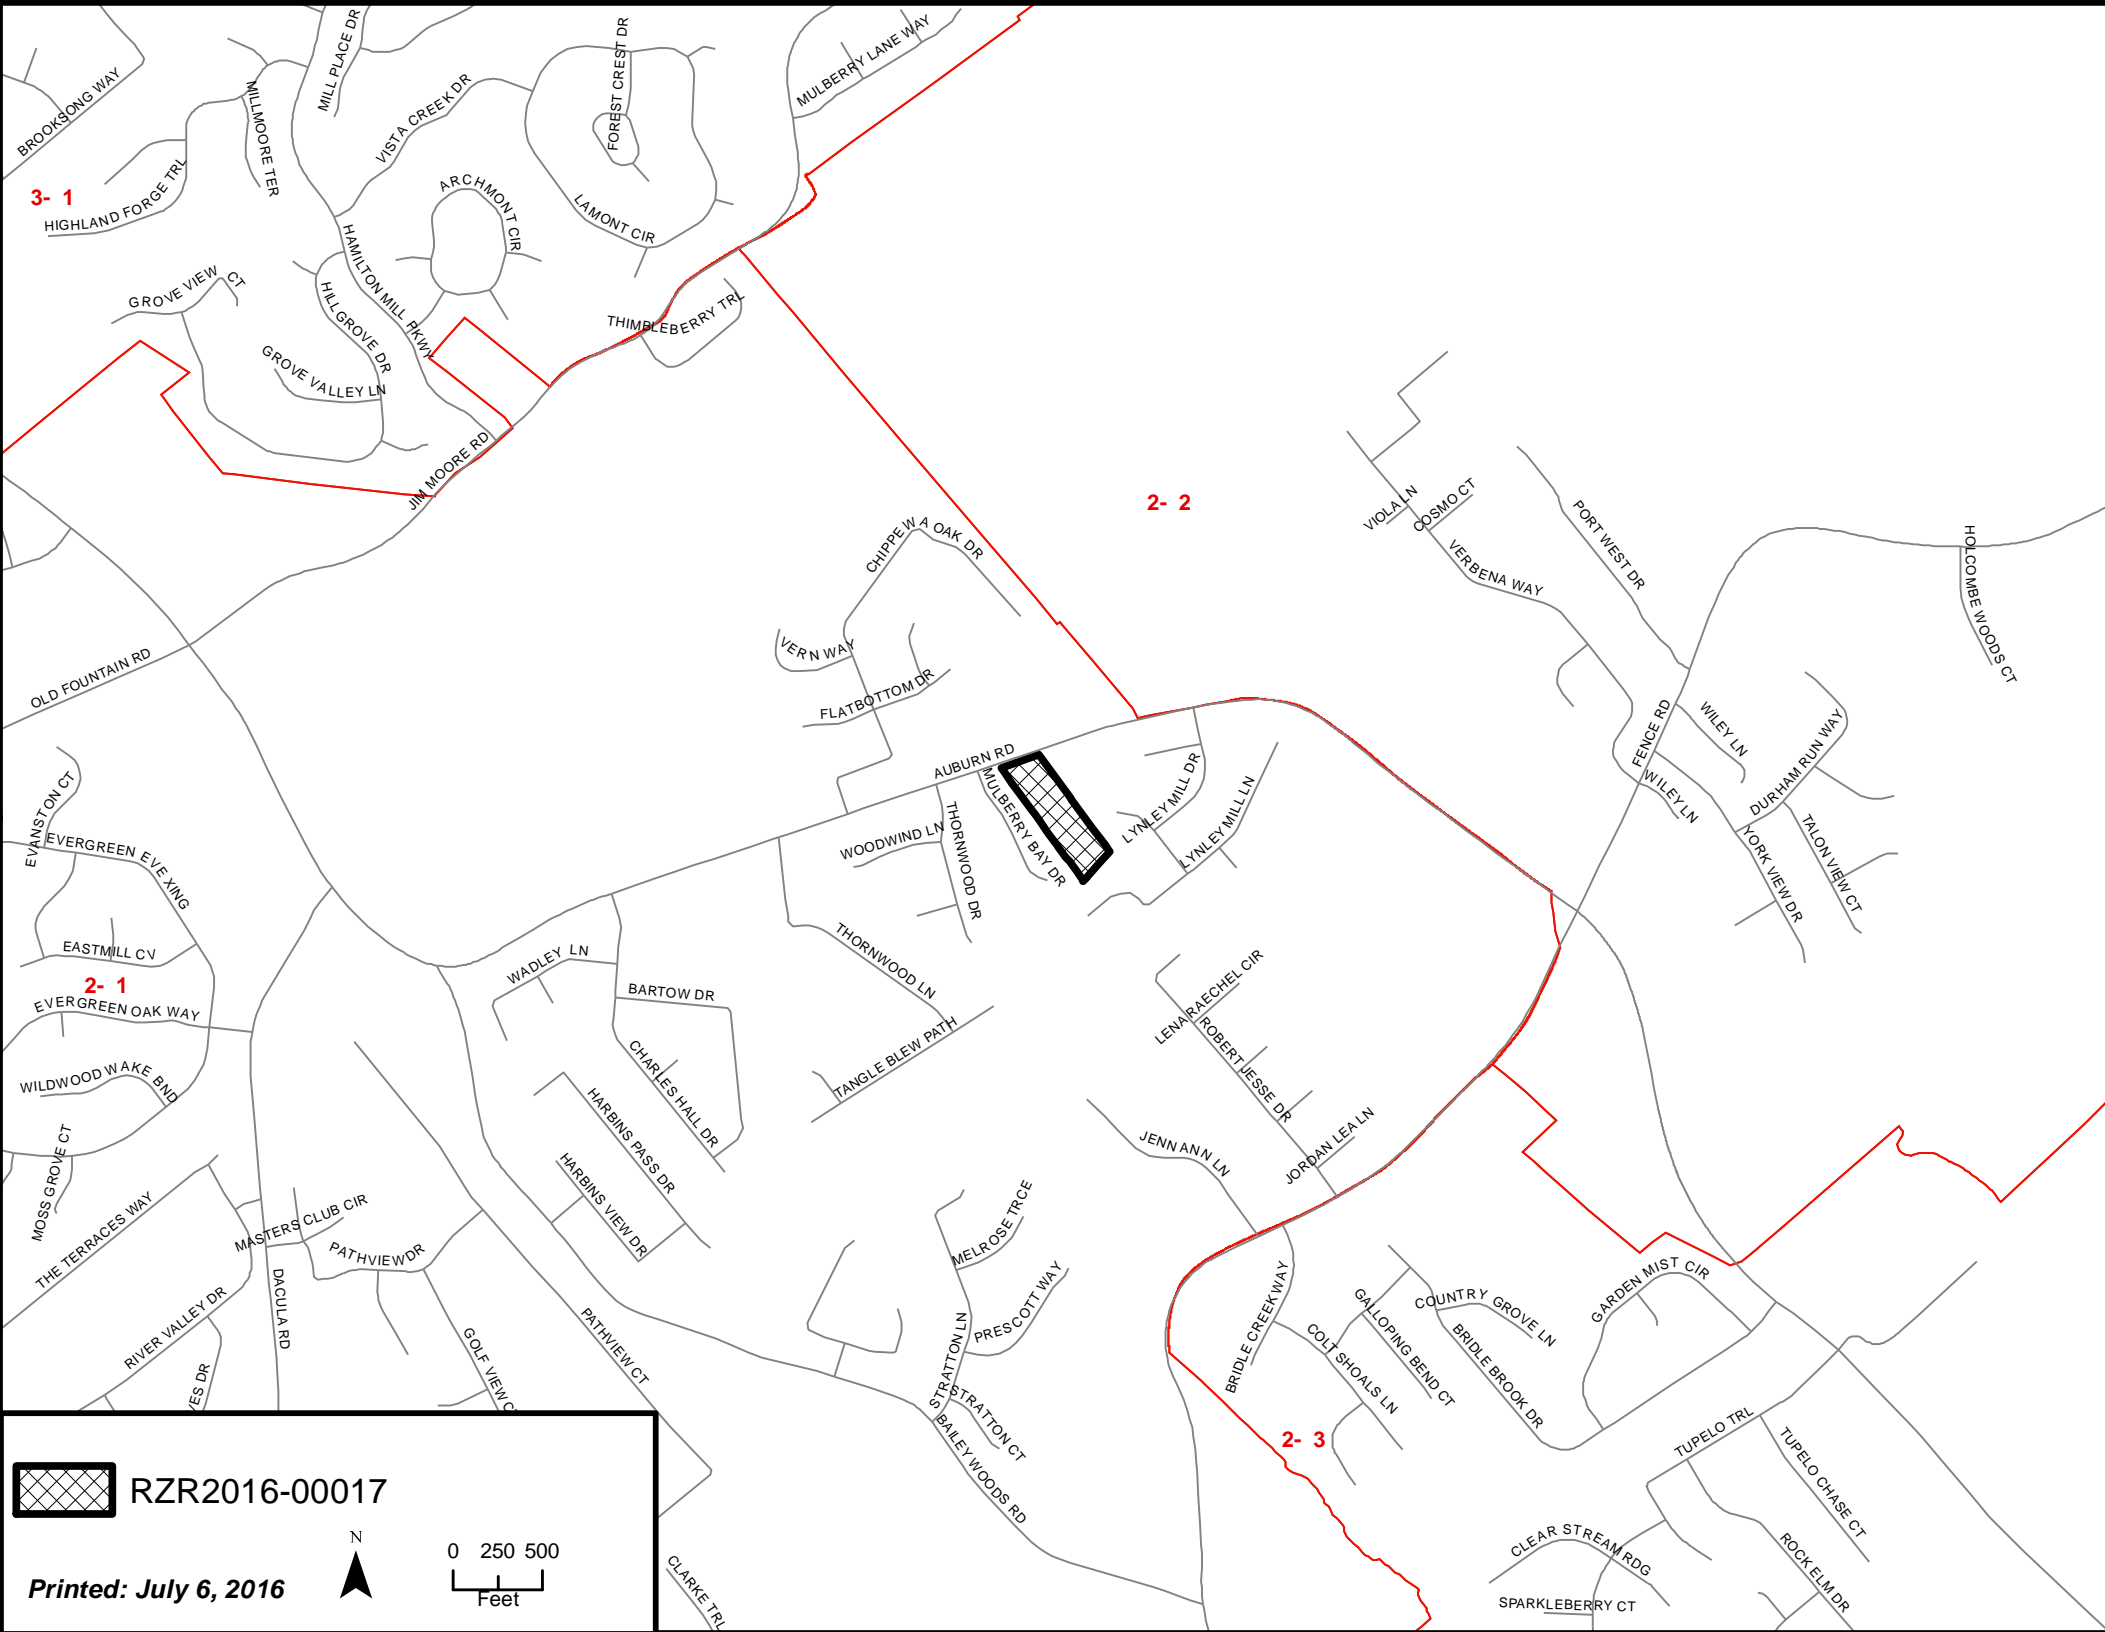 MILL PLACE DR
FOREST CREST DR
MULBERRY LANE WAY
BROOKSONG WAY
MILLMOORE TER
VISTA CREEK DR
3- 1
HIGHLAND FORGE TRL
ARCHMONT CIR
LAMONT CIR
HAMILTON MILL PKWY
GROVE VIEW CT
HILLGROVE DR
THIMBLEBERRY TRL
GROVE VALLEY LN
JIM MOORE RD
2- 2
VIOLA LN
COSMO CT
PORT WEST DR
CHIPPEWA OAK DR
VERBENA WAY
HOLCOMBE WOODS CT
OLD FOUNTAIN RD
VERN WAY
FLATBOTTOM DR
FENCE RD
WILEY LN
DURHAM RUN WAY
AUBURN RD
MULBERRY BAY DR
LYNLEY MILL DR
LYNLEY MILL LN
WILEY LN
EVANSTON CT
EVERGREEN EVE XING
WOODWIND LN
THORNWOOD DR
YORK VIEW DR
TALON VIEW CT
EASTMILL CV
2- 1
EVERGREEN OAK WAY
WADLEY LN
BARTOW DR
THORNWOOD LN
LENA RAECHEL CIR
ROBERT JESSE DR
WILDWOOD WAKE BND
CHARLES HALL DR
TANGLE BLEW PATH
HARBINS PASS DR
HARBINS VIEW DR
JENN ANN LN
JORDAN LEA LN
MOSS GROVE CT
THE TERRACES WAY
MASTERS CLUB CIR
PATHVIEW DR
MELROSE TRCE
DACULA RD
RIVER VALLEY DR
PRESCOTT WAY
BRIDLE CREEK WAY
GALLOPING BEND CT
COUNTRY GROVE LN
GARDEN MIST CIR
GOLF VIEW CT
PATHVIEW CT
STRATTON LN
COLT SHOALS LN
BRIDLE BROOK DR
YES DR
STRATTON CT
BAILEY WOODS RD
2- 3
TUPELO TRL
TUPELO CHASE CT
CLEAR STREAM RDG
ROCK ELM DR
SPARKLEBERRY CT
CLARKE TRL
RZR2016-00017
N
0 250 500
Feet
Printed: July 6, 2016